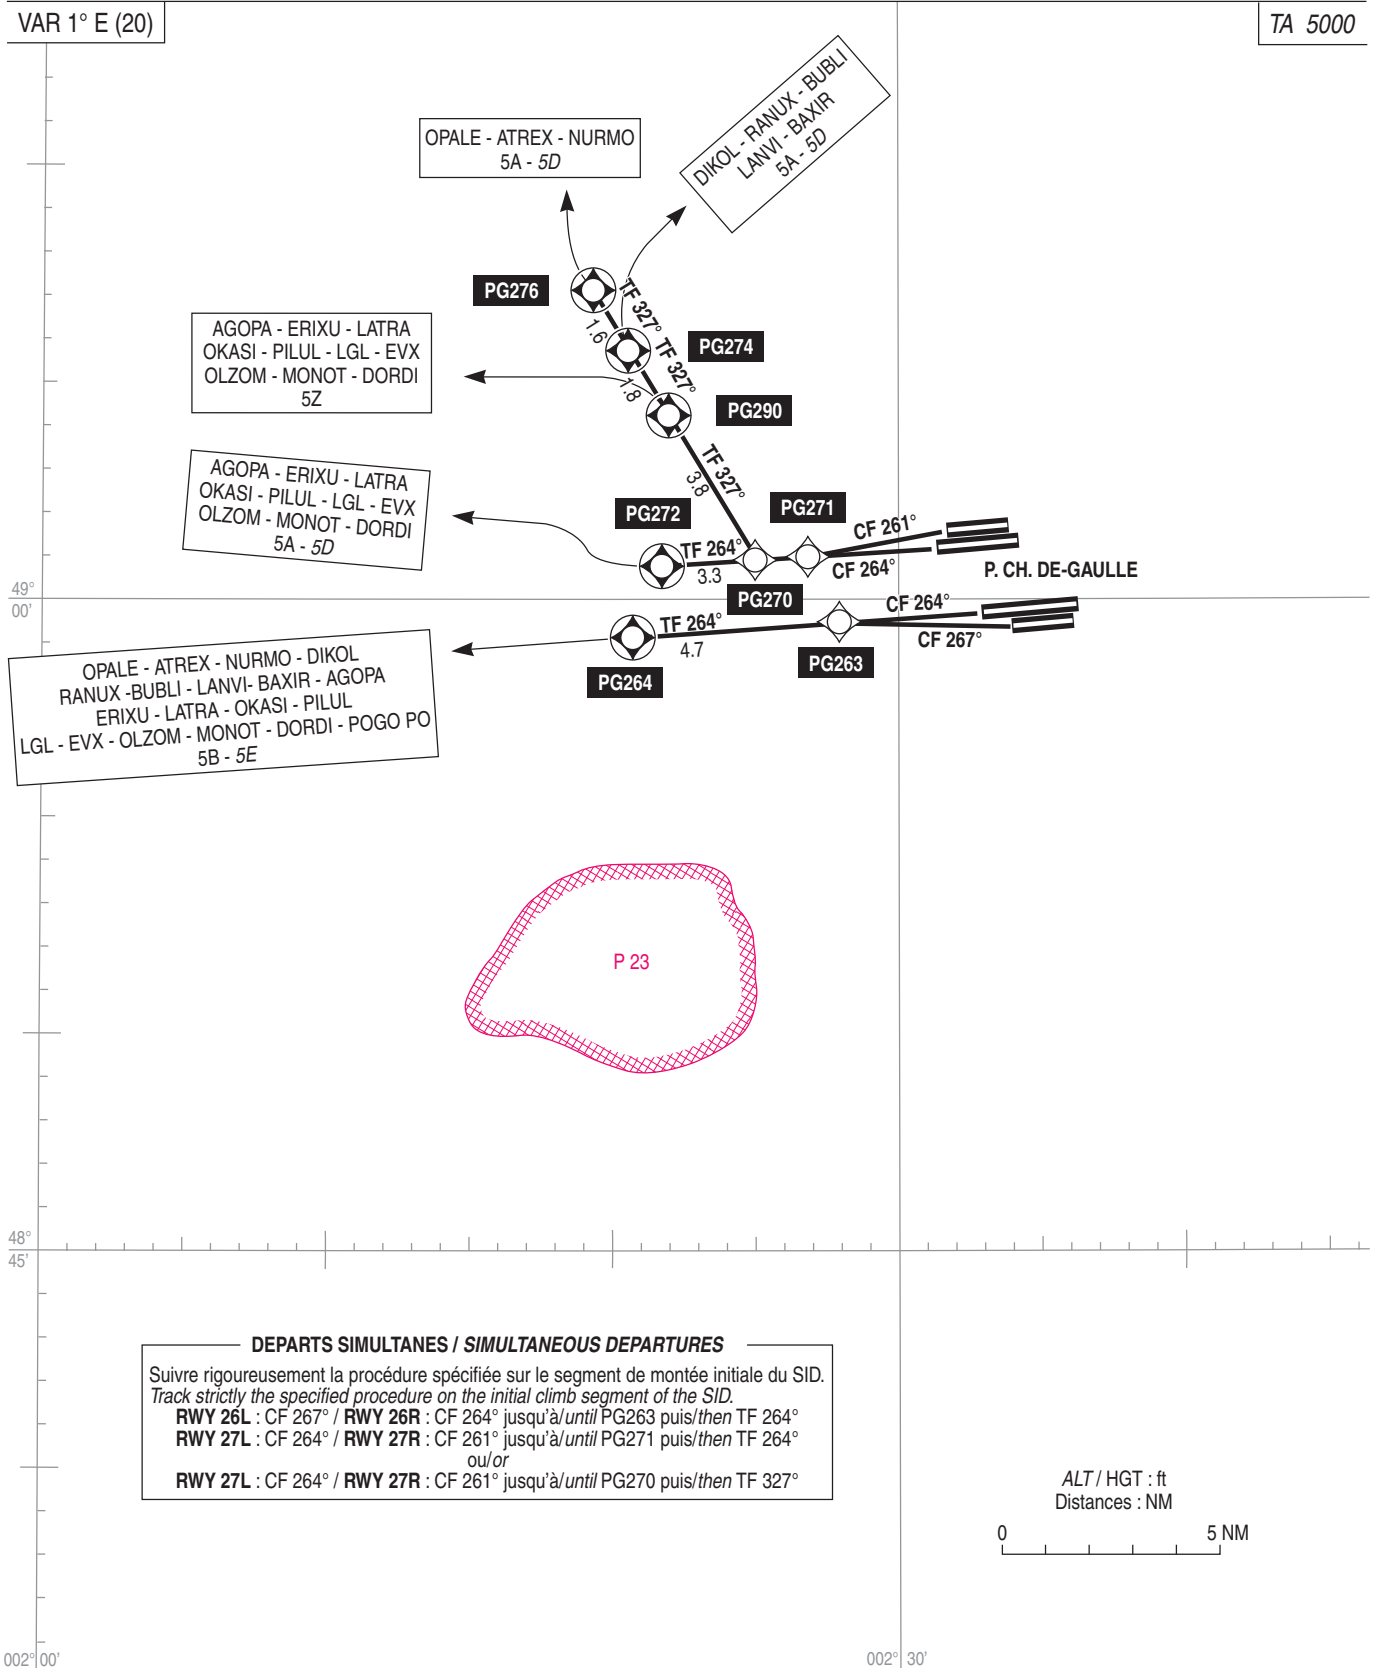 VAR 1° E (20)
TA 5000
DIKOL - RANUX - BUBLI
LANVI - BAXIR
5A - 5D
OPALE - ATREX - NURMO
5A - 5D
PG276
TF 327°
1.6
PG274
TF 327°
1.8
AGOPA - ERIXU - LATRA
OKASI - PILUL - LGL - EVX
OLZOM - MONOT - DORDI
5Z
PG290
TF 327°
3.8
AGOPA - ERIXU - LATRA
OKASI - PILUL - LGL - EVX
OLZOM - MONOT - DORDI
5A - 5D
PG272
PG271
CF 261°
TF 264°
3.3
CF 264°
P. CH. DE-GAULLE
49°
00'
PG270
CF 264°
TF 264°
4.7
CF 267°
PG263
PG264
OPALE - ATREX - NURMO - DIKOL
RANUX -BUBLI - LANVI- BAXIR - AGOPA
ERIXU - LATRA - OKASI - PILUL
LGL - EVX - OLZOM - MONOT - DORDI - POGO PO
5B - 5E
P 23
48°
45'
DEPARTS SIMULTANES / SIMULTANEOUS DEPARTURES
Suivre rigoureusement la procédure spécifiée sur le segment de montée initiale du SID.
Track strictly the specified procedure on the initial climb segment of the SID.
RWY 26L : CF 267° / RWY 26R : CF 264° jusqu'à/until PG263 puis/then TF 264°
RWY 27L : CF 264° / RWY 27R : CF 261° jusqu'à/until PG271 puis/then TF 264°
ou/or
RWY 27L : CF 264° / RWY 27R : CF 261° jusqu'à/until PG270 puis/then TF 327°
ALT / HGT : ft
Distances : NM
0 5 NM
002° 00'
002° 30'